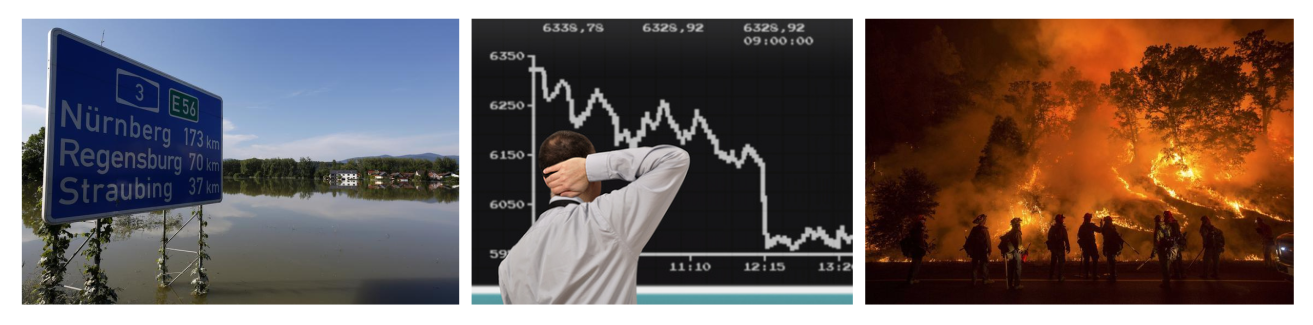 3
E56
Nürnberg 173 km
Regensburg 70 km
Straubing 37 km
6338,78 6328,92 6328,92
09:00:00
6350
6250
6150
6050
11:10 12:15